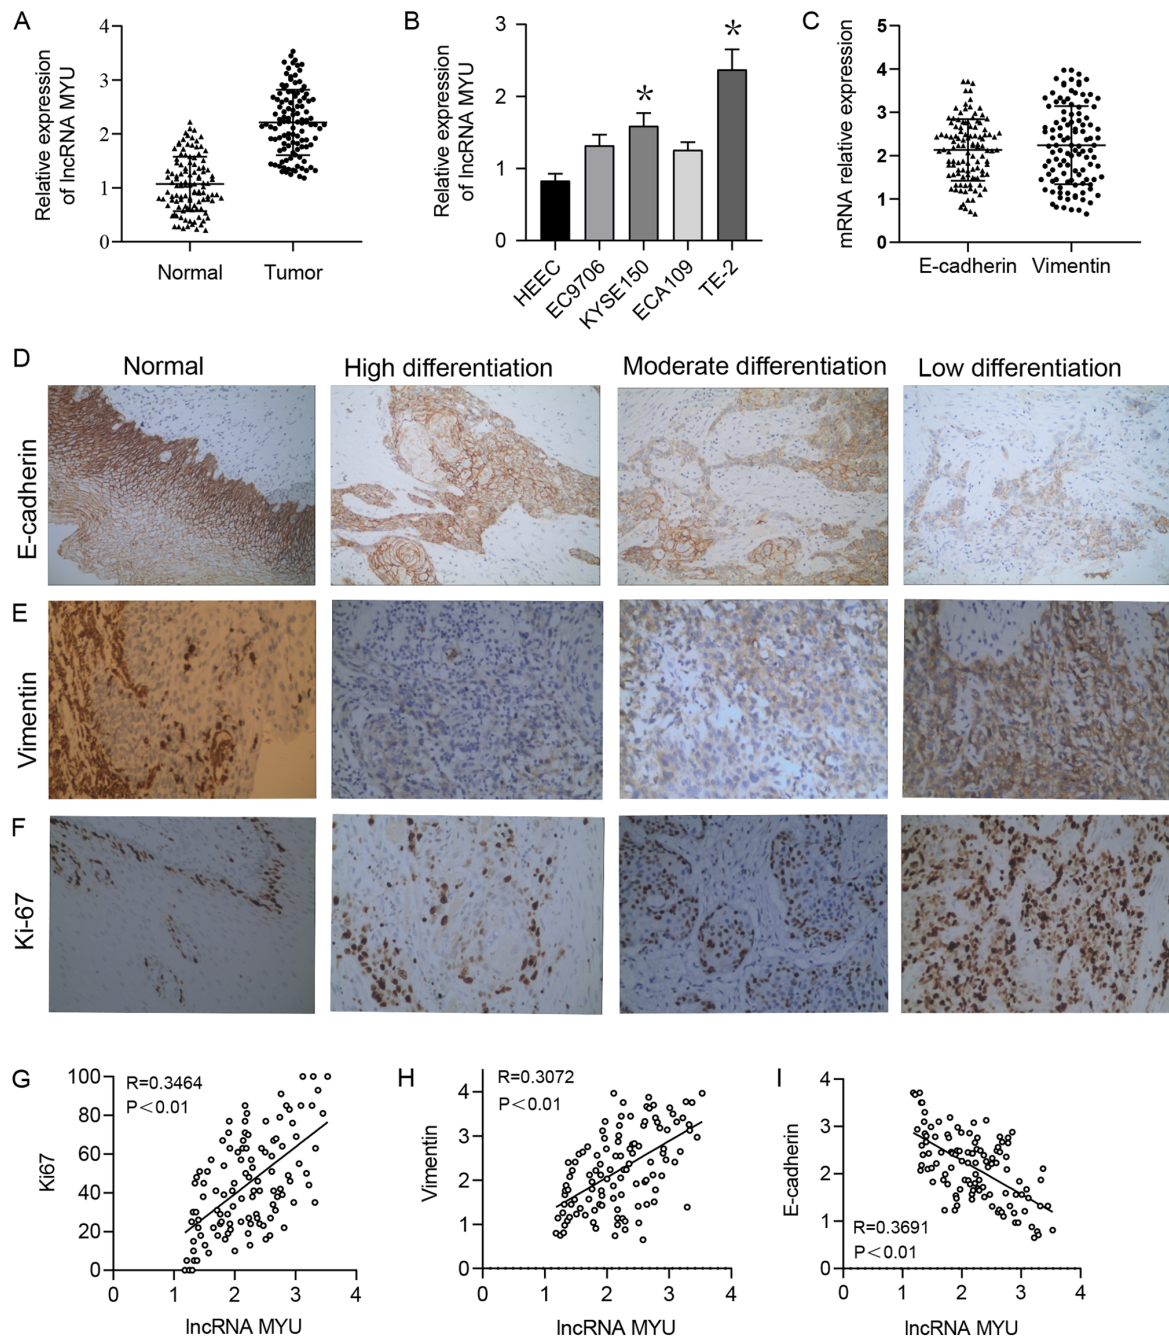 A
Relative expression
of lncRNA MYU
4
3
2
1
0
Normal
Tumor
B
Relative expression
of lncRNA MYU
3
2
1
0
*
*
HEEC
EC9706
KYSE150
ECA109
TE-2
C
mRNA relative expression
5
4
3
2
1
0
E-cadherin
Vimentin
D
Normal
High differentiation
Moderate differentiation
Low differentiation
E-cadherin
E
Vimentin
F
Ki-67
G
R=0.3464
P<0.01
Ki67
100
80
60
40
20
0
0 1 2 3 4
lncRNA MYU
H
R=0.3072
P<0.01
Vimentin
4
3
2
1
0
0 1 2 3 4
lncRNA MYU
I
E-cadherin
4
3
2
1
0
R=0.3691
P<0.01
0 1 2 3 4
lncRNA MYU